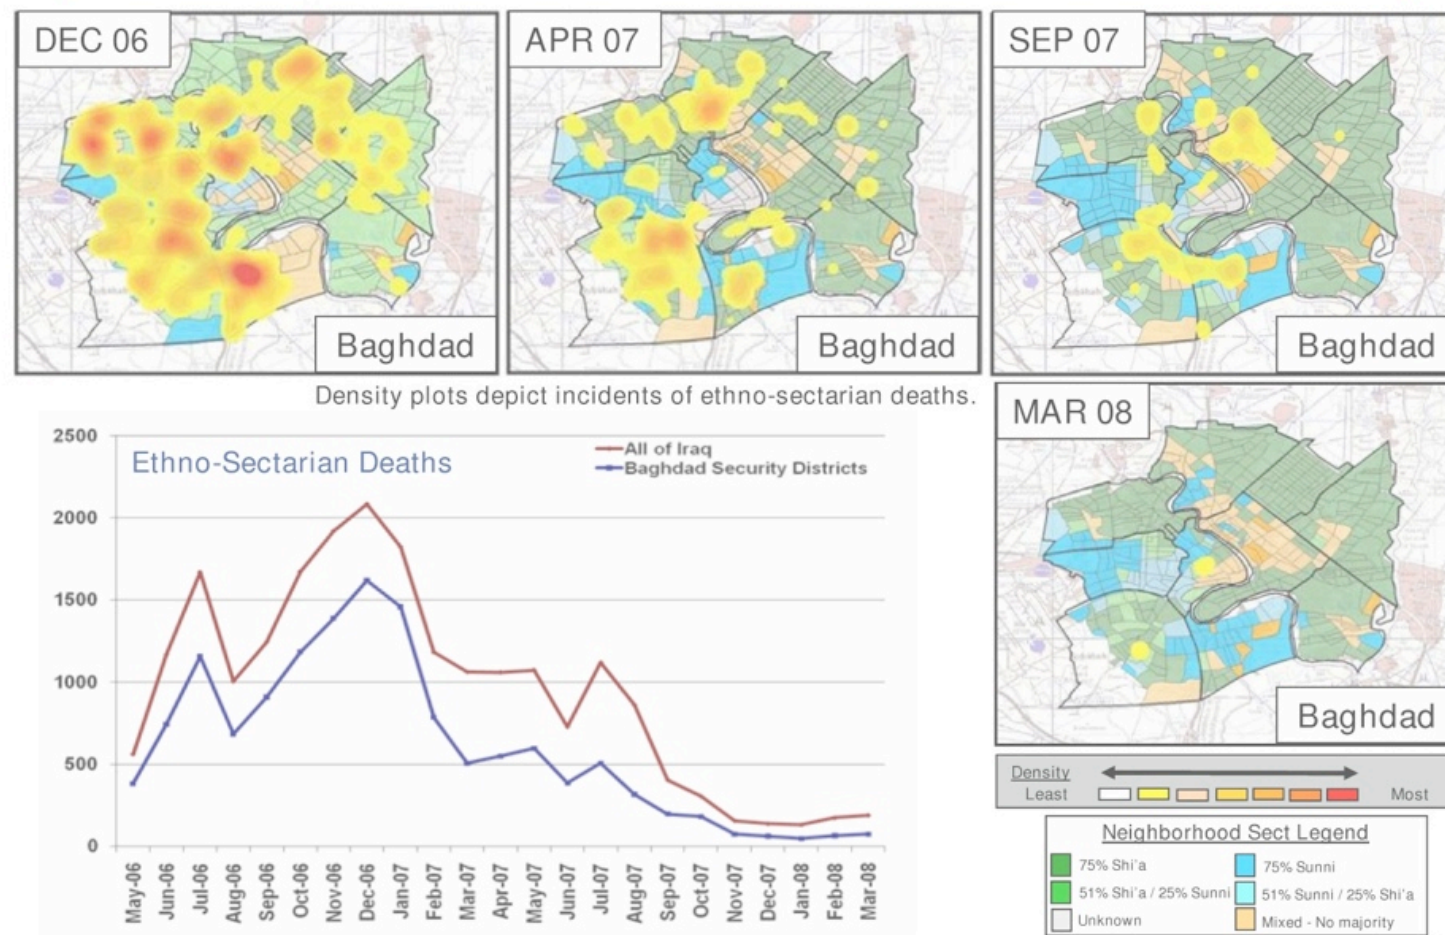 DEC 06
APR 07
SEP 07
Baghdad
Baghdad
Baghdad
Density plots depict incidents of ethno-sectarian deaths.
MAR 08
Baghdad
Ethno-Sectarian Deaths
All of Iraq
Baghdad Security Districts
2500
2000
1500
1000
500
0
May-06
Jun-06
Jul-06
Aug-06
Sep-06
Oct-06
Nov-06
Dec-06
Jan-07
Feb-07
Mar-07
Apr-07
May-07
Jun-07
Jul-07
Aug-07
Sep-07
Oct-07
Nov-07
Dec-07
Jan-08
Feb-08
Mar-08
Density
Least Most
Neighborhood Sect Legend
75% Shi'a 75% Sunni
51% Shi'a / 25% Sunni 51% Sunni / 25% Shi'a
Unknown Mixed - No majority